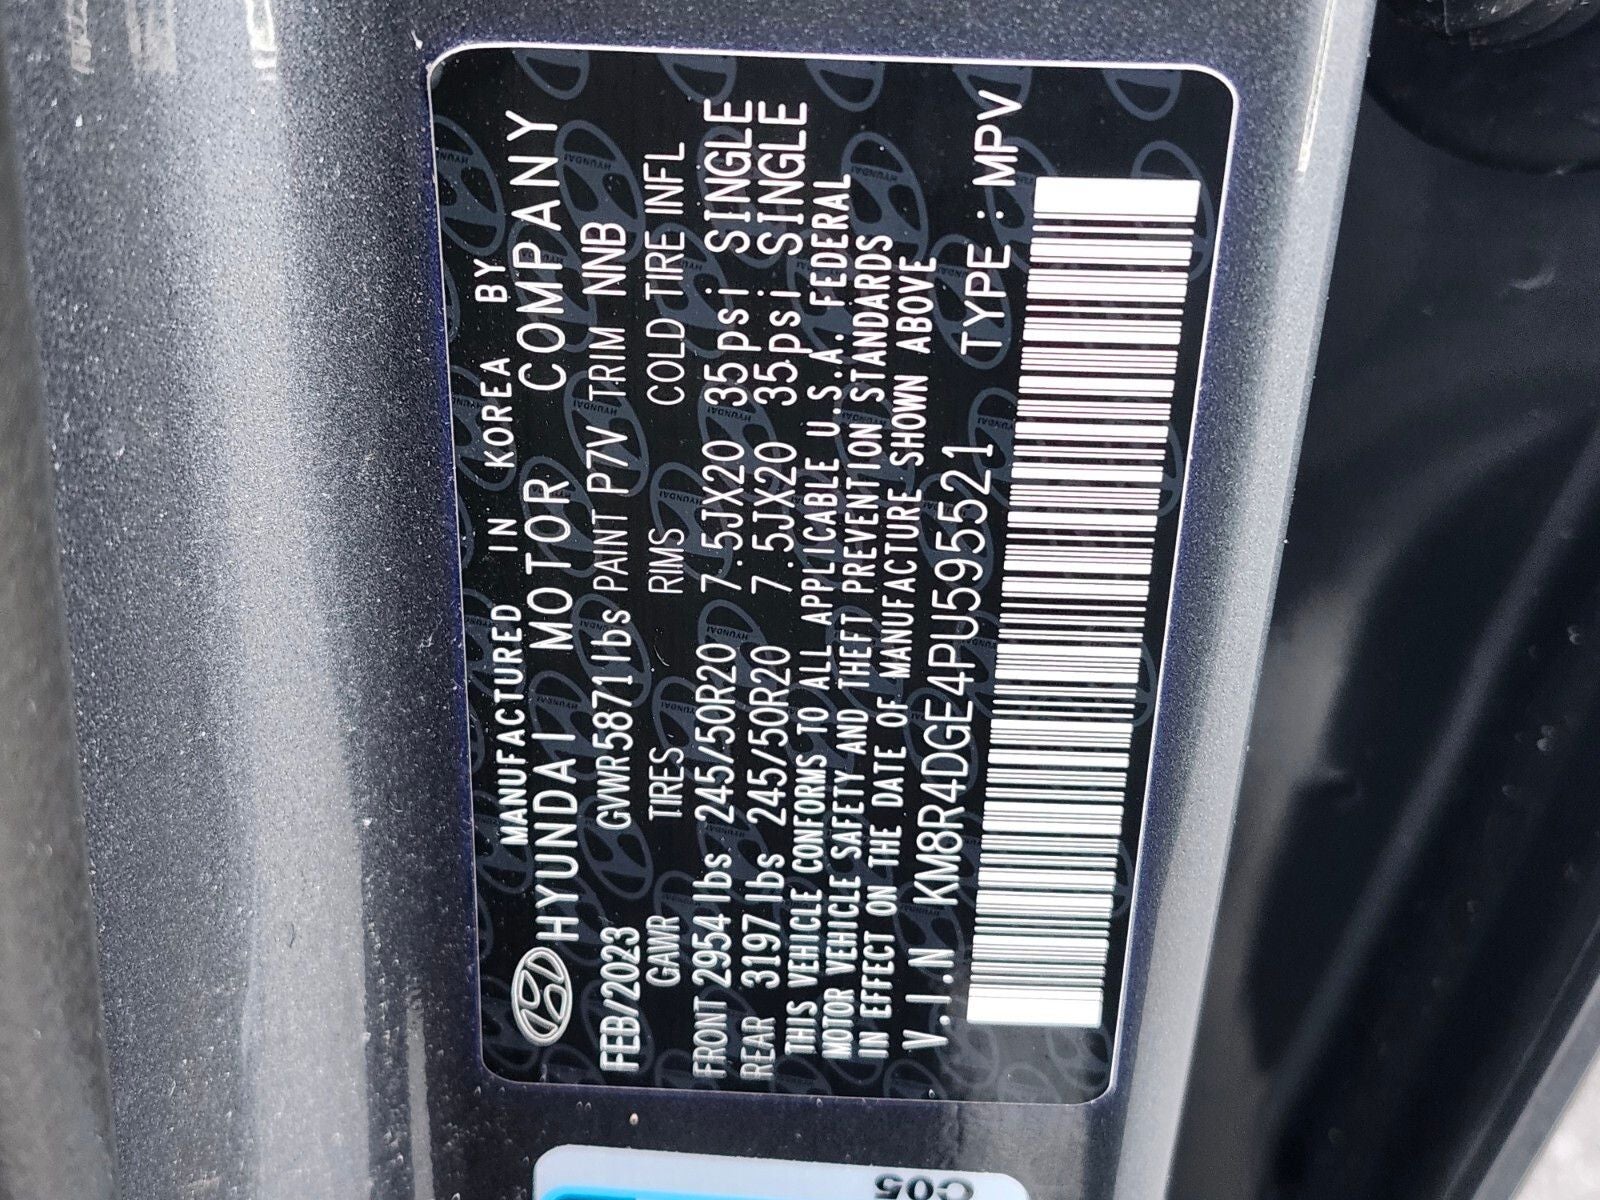 MANUFACTURED IN KOREA BY
HYUNDAI MOTOR COMPANY
FEB/2023 GVWR5871lbs PAINT P7V TRIM NNB
GAWR TIRES RIMS COLD TIRE INFL
FRONT 2954 lbs 245/50R20 7.5JX20 35psi SINGLE
REAR 3197 lbs 245/50R20 7.5JX20 35psi SINGLE
THIS VEHICLE CONFORMS TO ALL APPLICABLE U.S.A. FEDERAL
MOTOR VEHICLE SAFETY AND THEFT PREVENTION STANDARDS
IN EFFECT ON THE DATE OF MANUFACTURE SHOWN ABOVE
V.I.N KM8R4DGE4PU595521 TYPE : MPV
C05